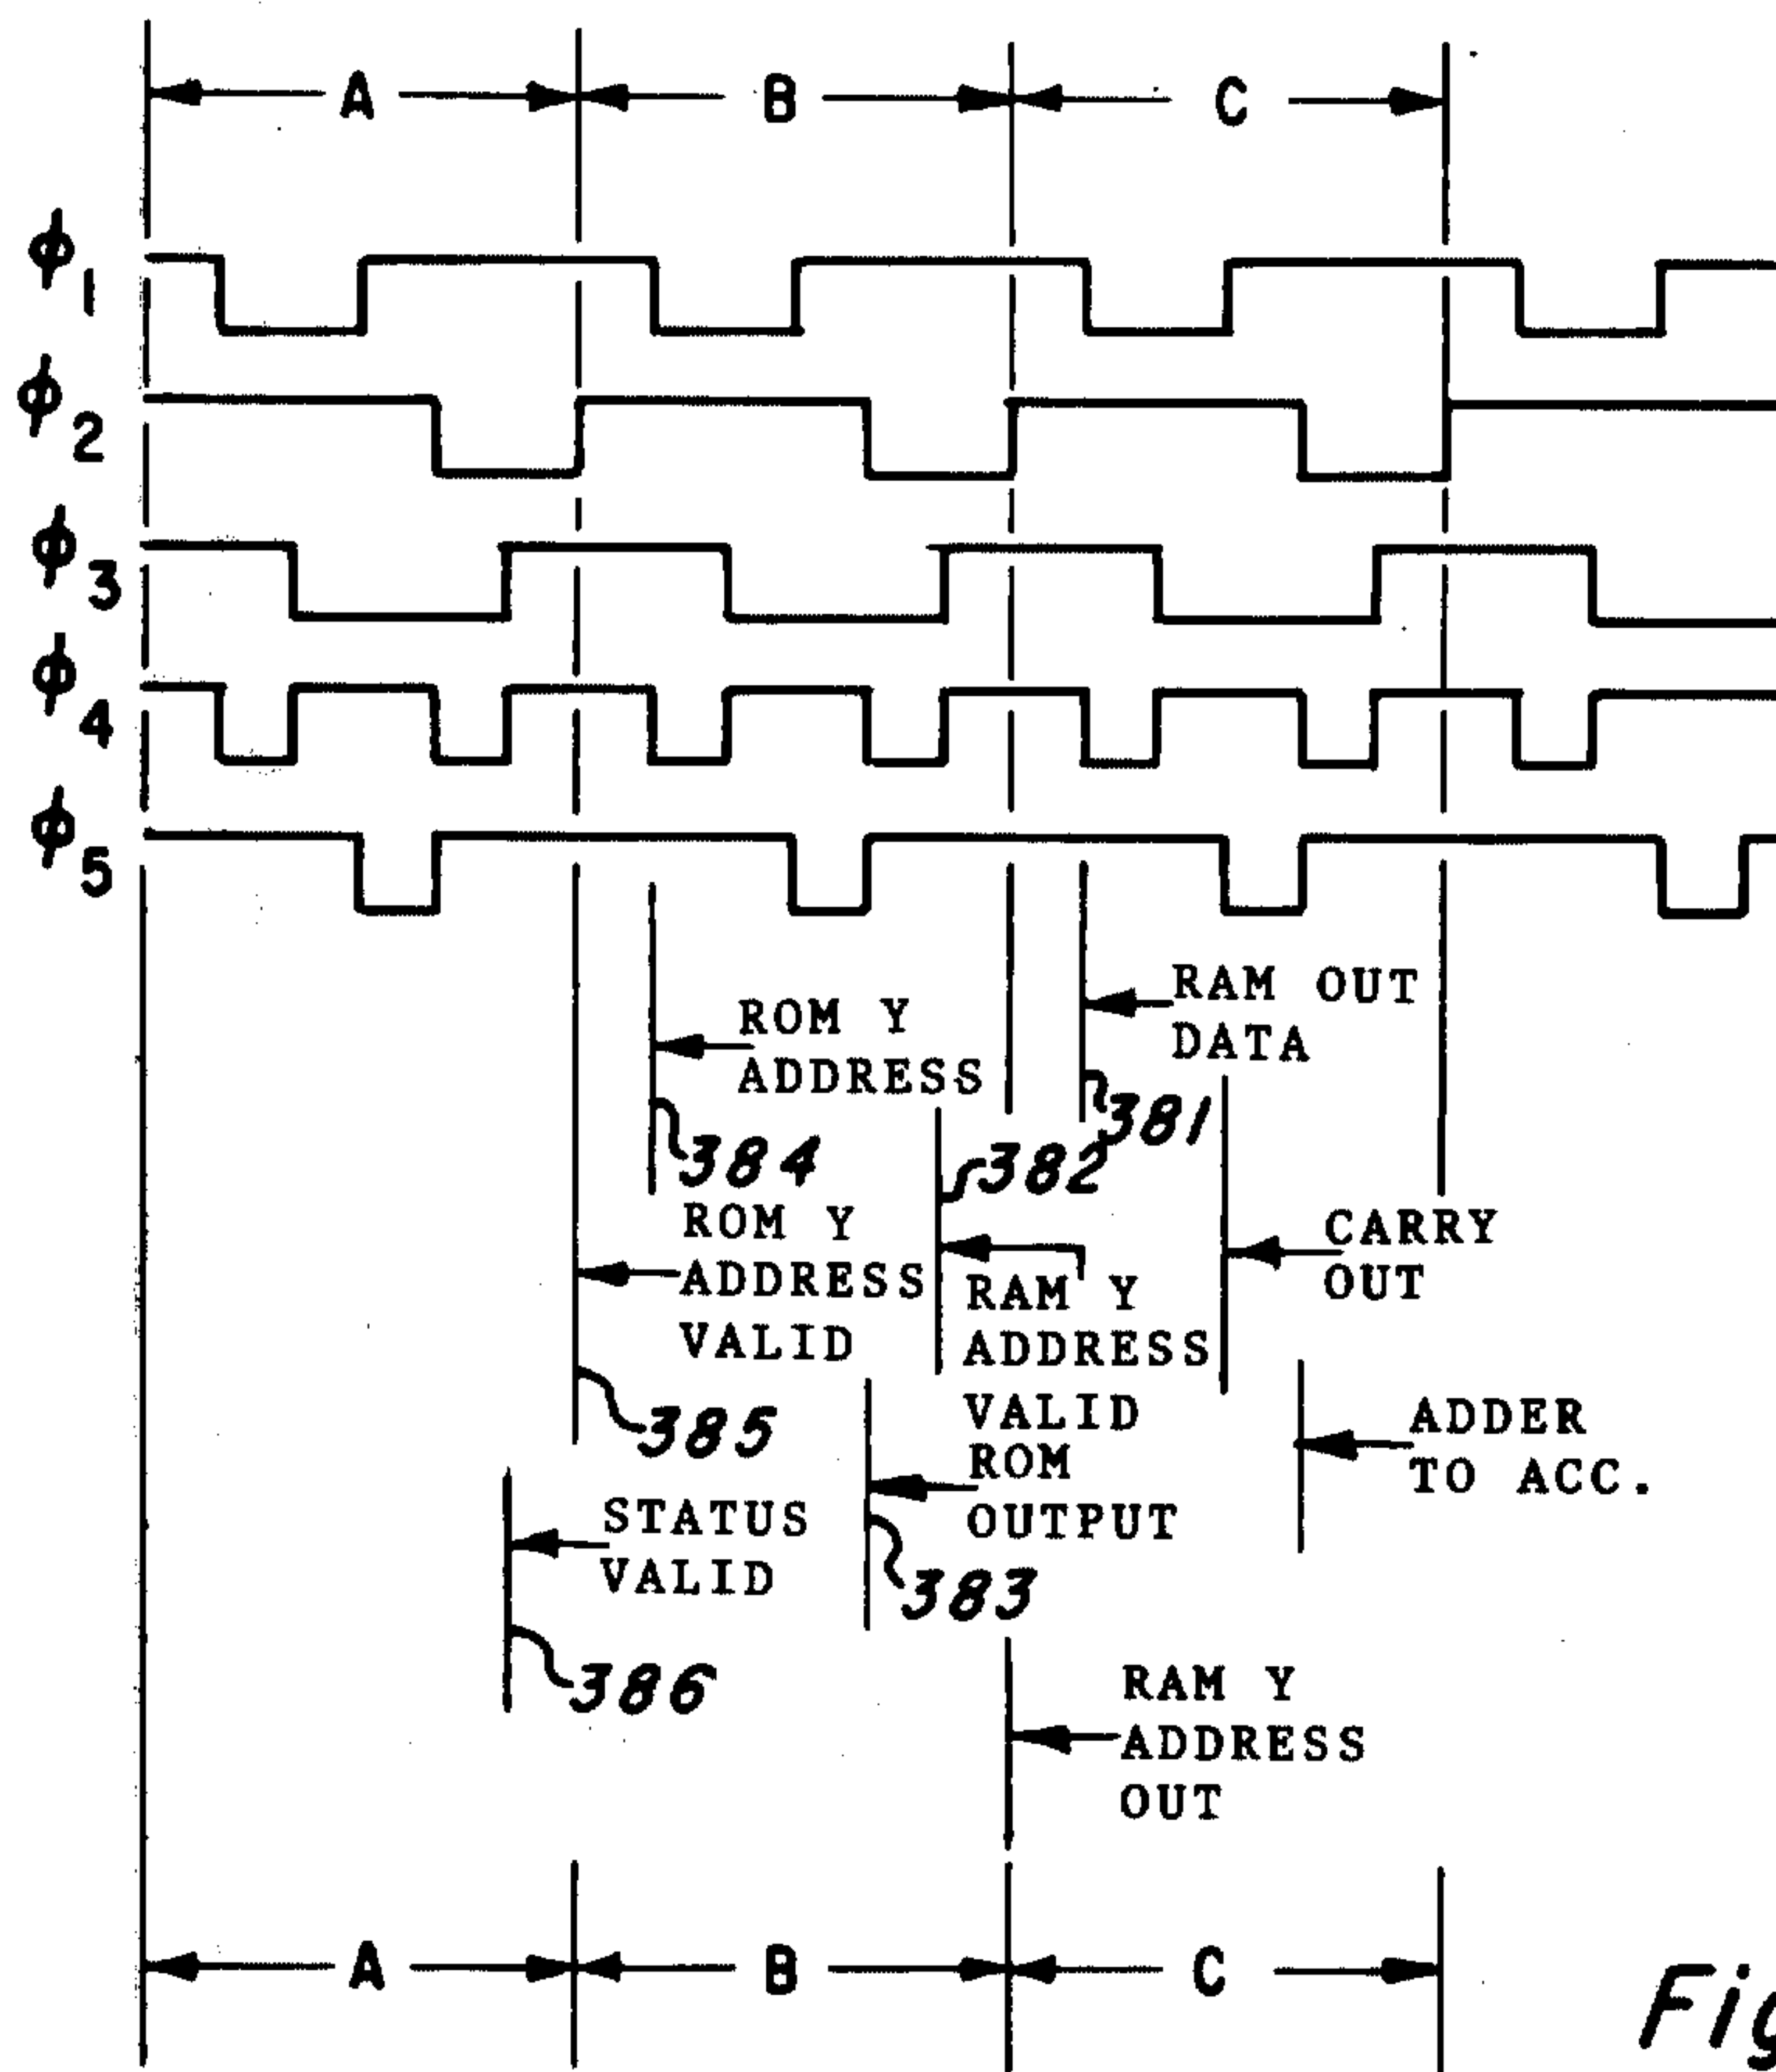 A B C
ϕ1
ϕ2
ϕ3
ϕ4
ϕ5
RAM OUT
DATA
381
ROM Y
ADDRESS
384
382
ROM Y
ADDRESS
VALID
385
CARRY
OUT
RAM Y
ADDRESS
VALID
ADDER
TO ACC.
ROM
OUTPUT
383
STATUS
VALID
386
RAM Y
ADDRESS
OUT
A B C
Fig